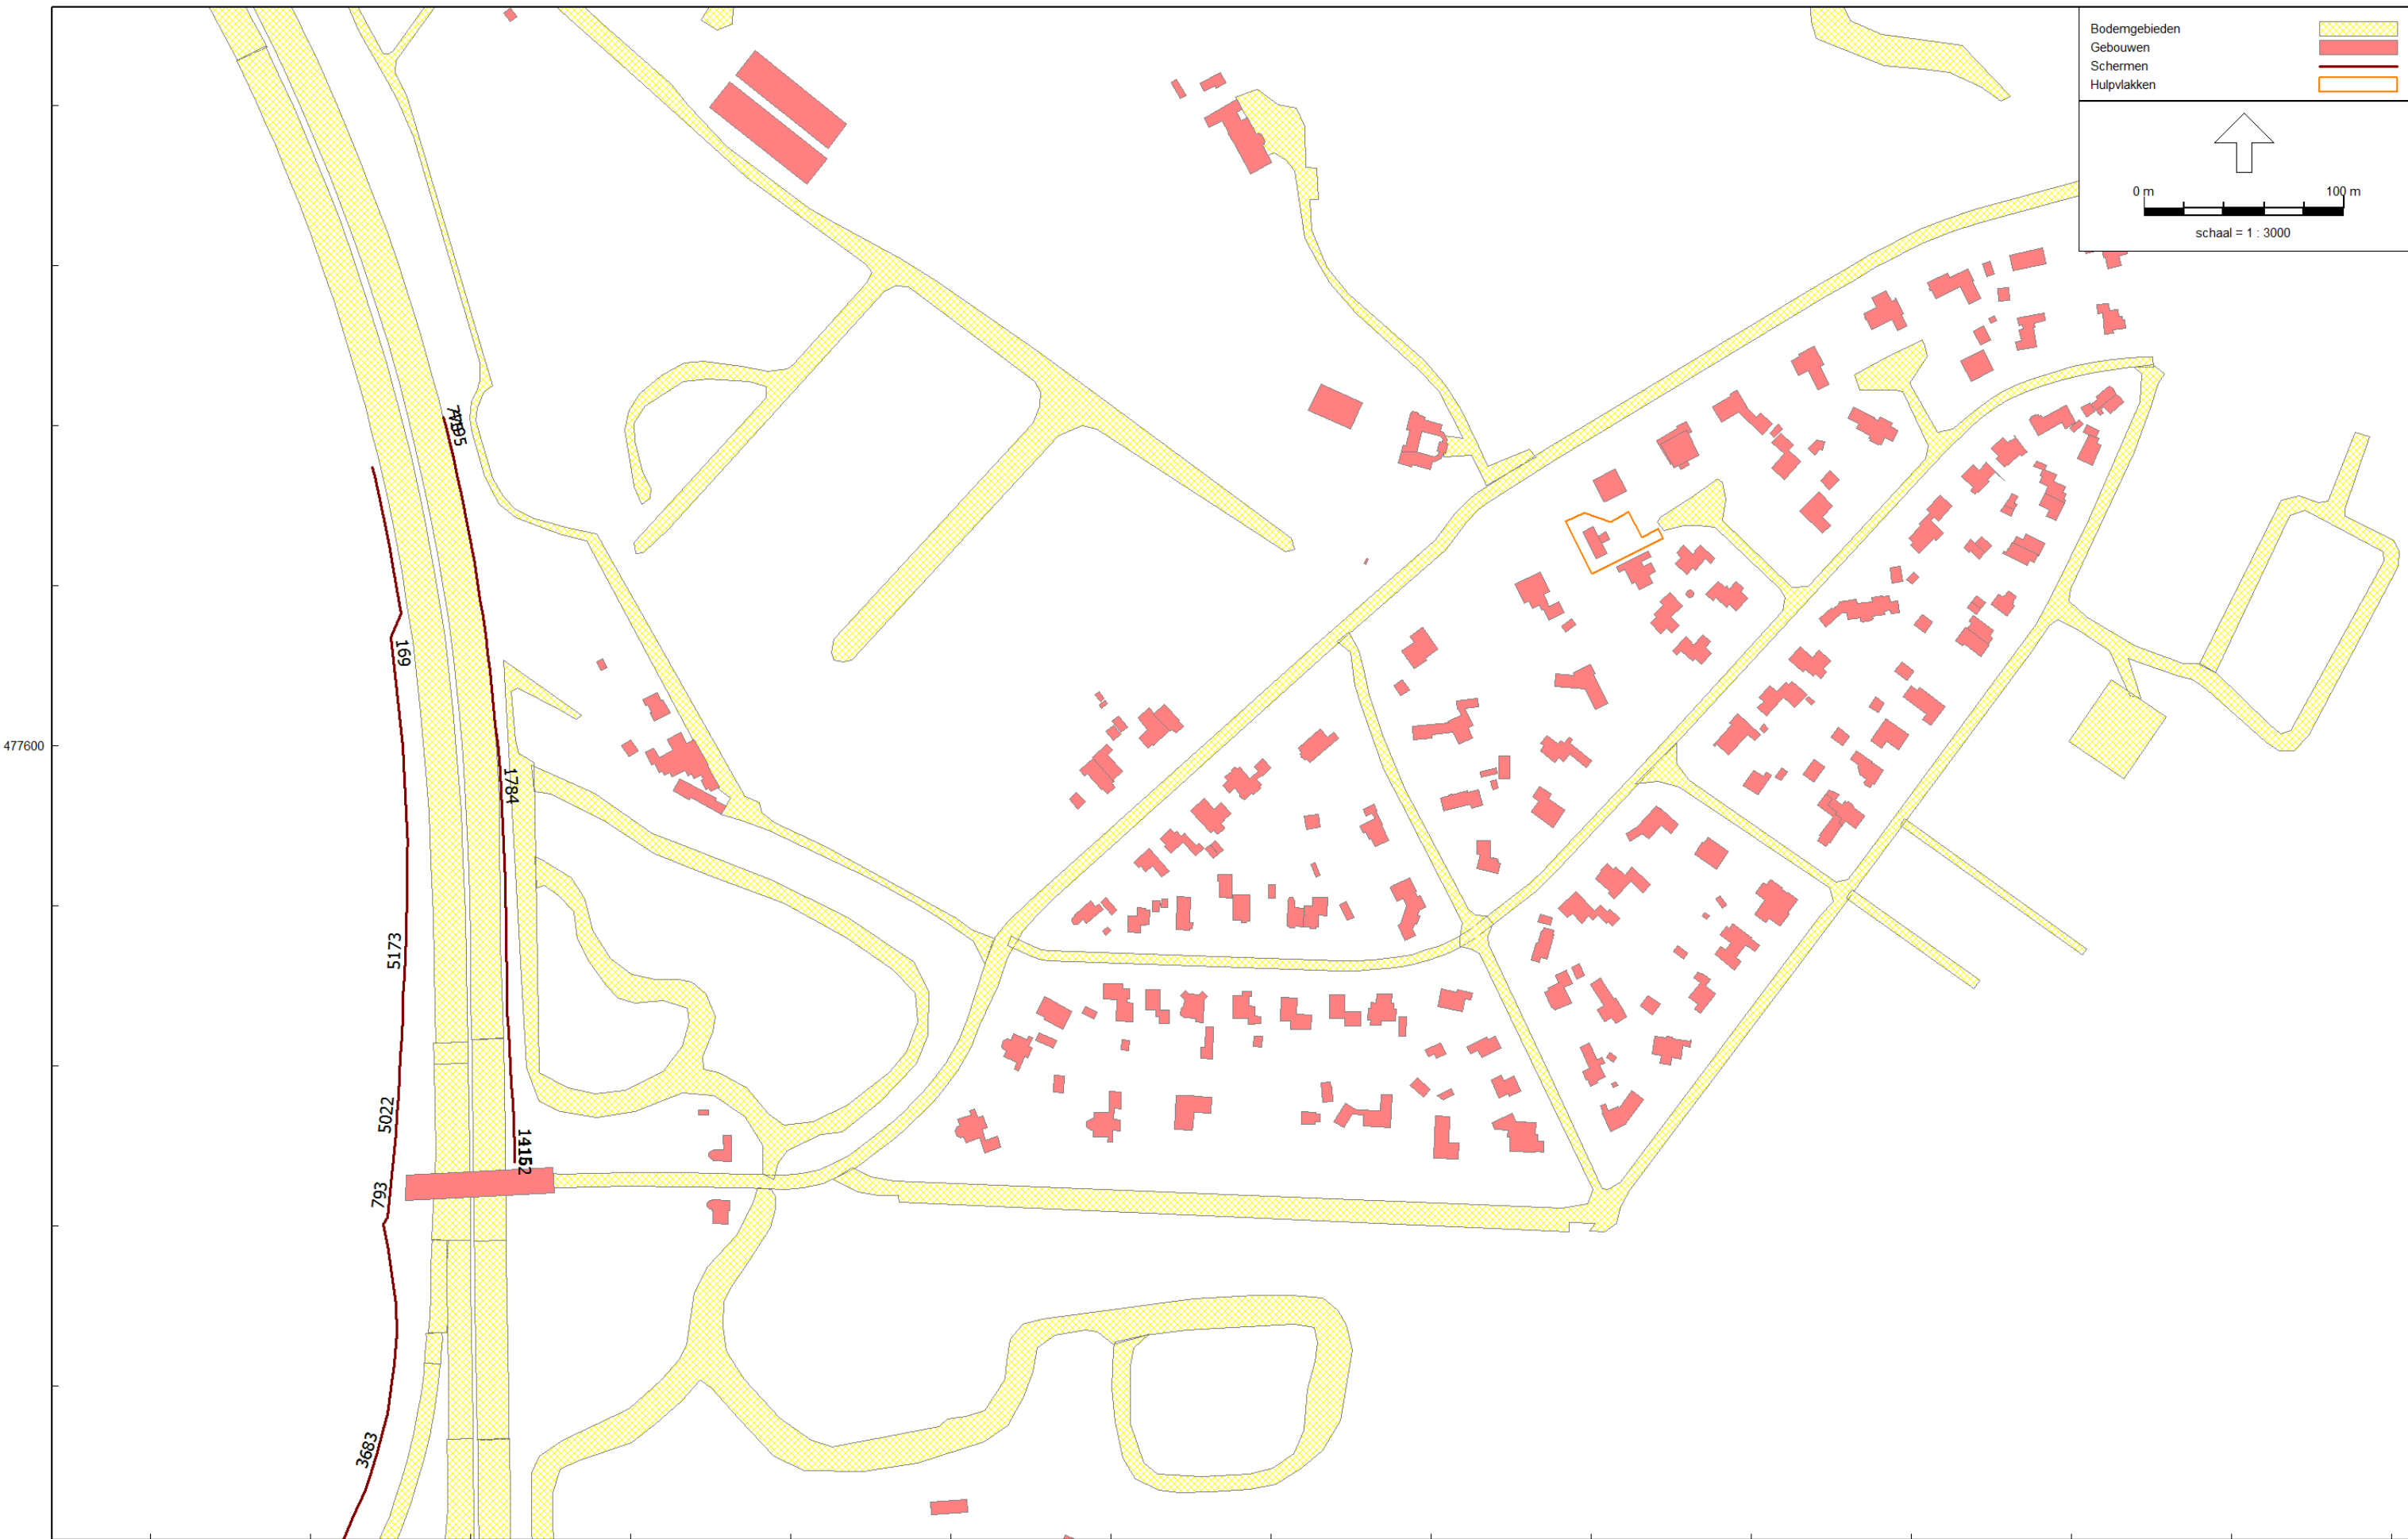 Bodemgebieden
Gebouwen
Schermen
Hulpvlakken
0 m 100 m
schaal = 1 : 3000
169
477600
1784
5173
5022
793
3683